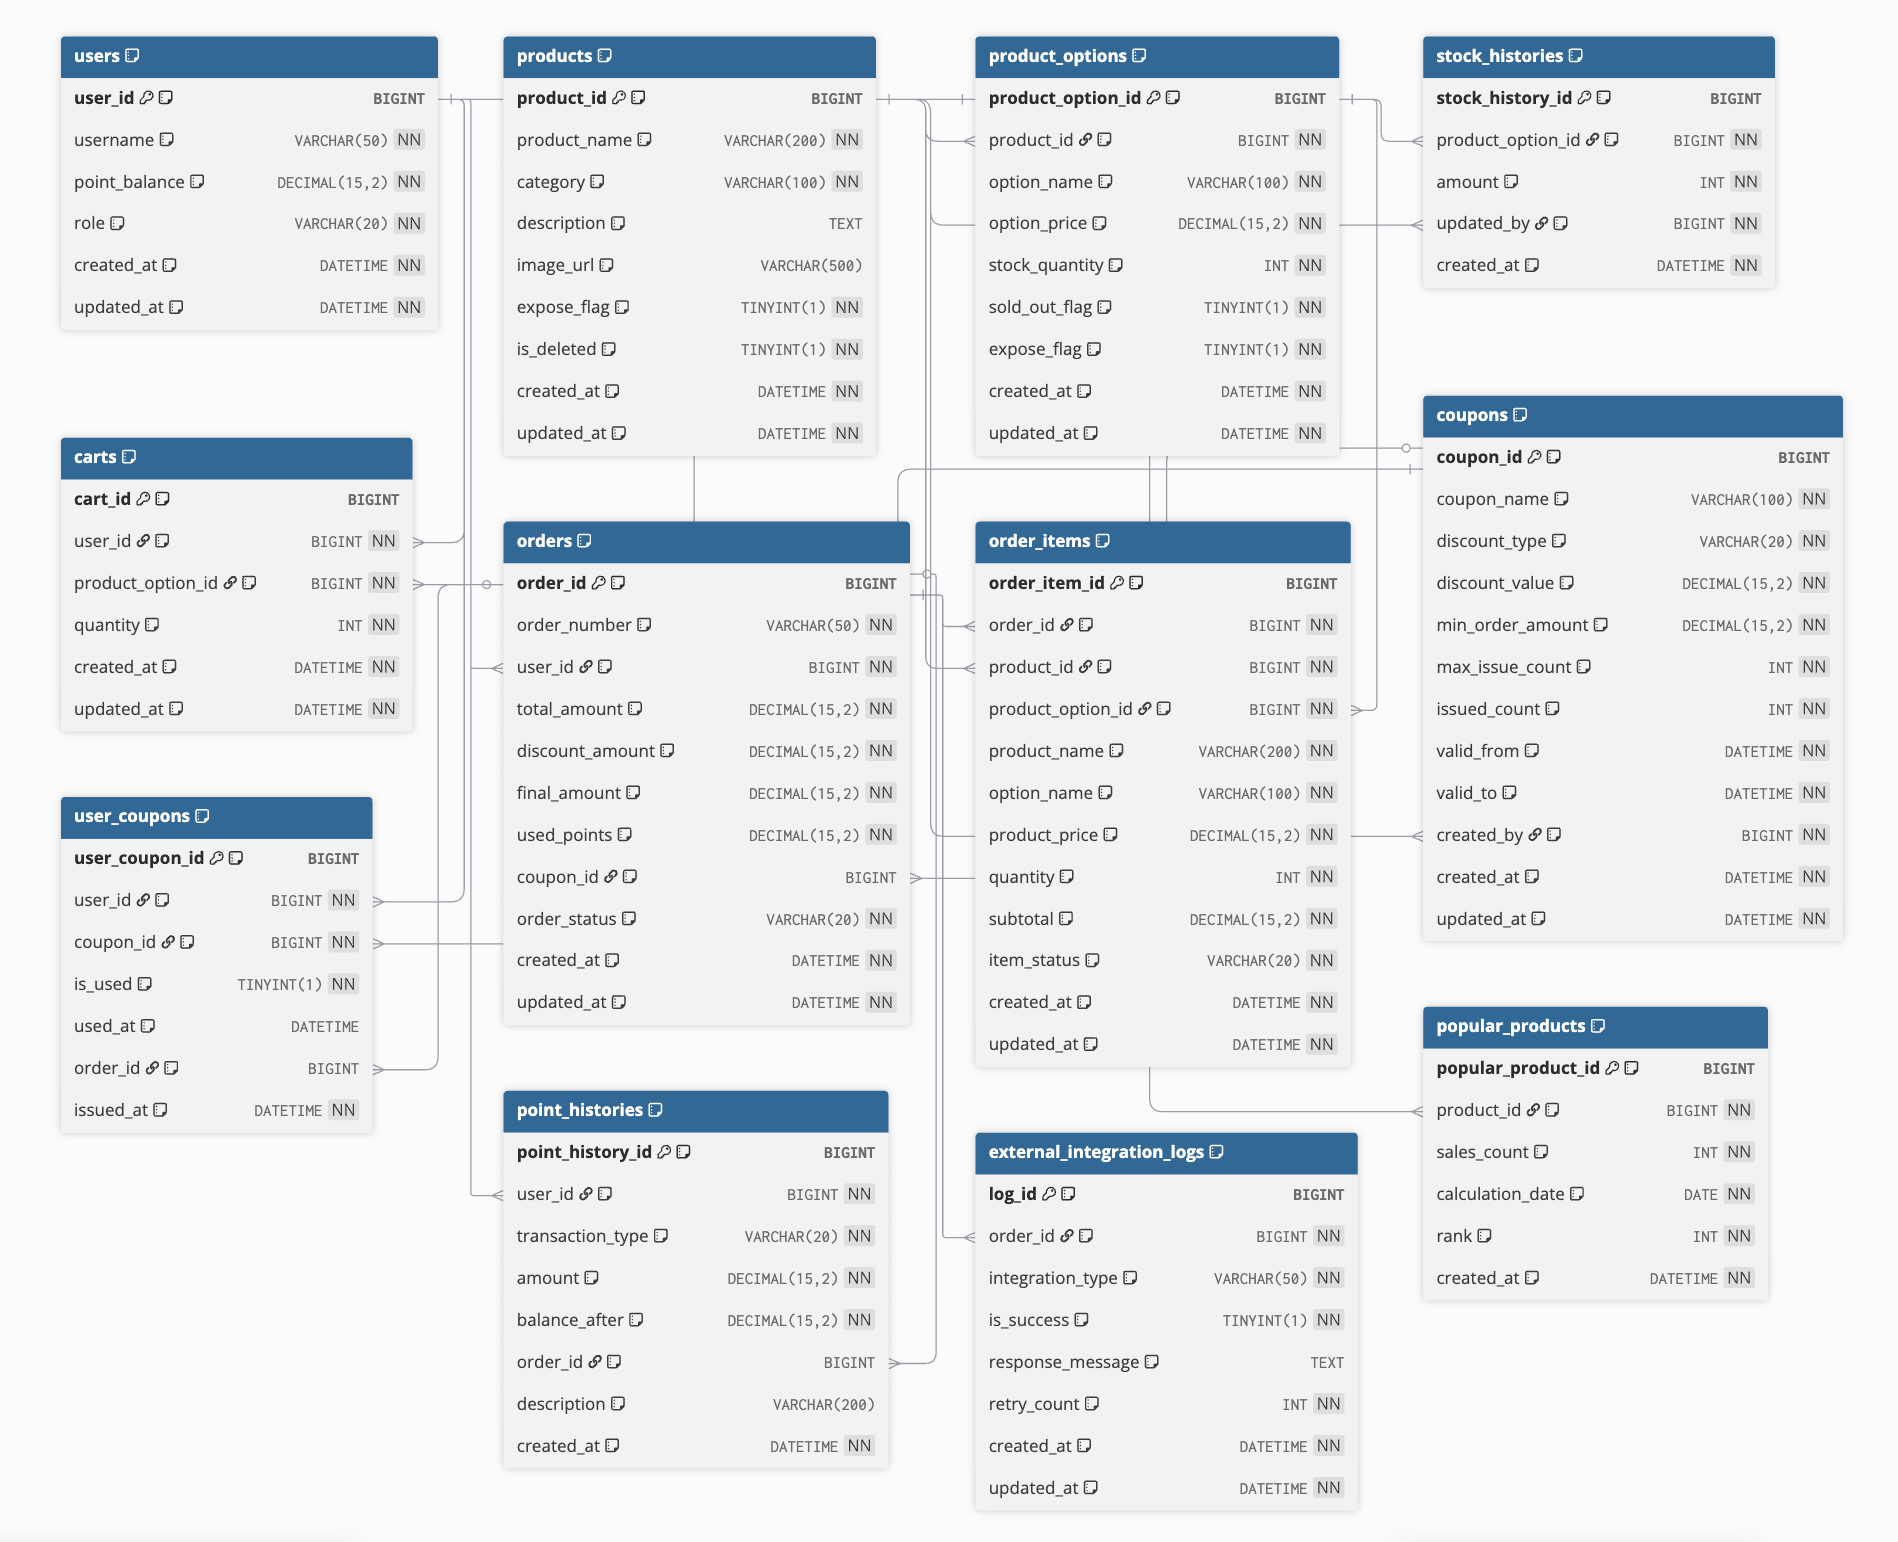 users
user_id BIGINT
username VARCHAR(50) NN
point_balance DECIMAL(15,2) NN
role VARCHAR(20) NN
created_at DATETIME NN
updated_at DATETIME NN
products
product_id BIGINT
product_name VARCHAR(200) NN
category VARCHAR(100) NN
description TEXT
image_url VARCHAR(500)
expose_flag TINYINT(1) NN
is_deleted TINYINT(1) NN
created_at DATETIME NN
updated_at DATETIME NN
product_options
product_option_id BIGINT
product_id BIGINT NN
option_name VARCHAR(100) NN
option_price DECIMAL(15,2) NN
stock_quantity INT NN
sold_out_flag TINYINT(1) NN
expose_flag TINYINT(1) NN
created_at DATETIME NN
updated_at DATETIME NN
stock_histories
stock_history_id BIGINT
product_option_id BIGINT NN
amount INT NN
updated_by BIGINT NN
created_at DATETIME NN
carts
cart_id BIGINT
user_id BIGINT NN
product_option_id BIGINT NN
quantity INT NN
created_at DATETIME NN
updated_at DATETIME NN
orders
order_id BIGINT
order_number VARCHAR(50) NN
user_id BIGINT NN
total_amount DECIMAL(15,2) NN
discount_amount DECIMAL(15,2) NN
final_amount DECIMAL(15,2) NN
used_points DECIMAL(15,2) NN
coupon_id BIGINT
order_status VARCHAR(20) NN
created_at DATETIME NN
updated_at DATETIME NN
order_items
order_item_id BIGINT
order_id BIGINT NN
product_id BIGINT NN
product_option_id BIGINT NN
product_name VARCHAR(200) NN
option_name VARCHAR(100) NN
product_price DECIMAL(15,2) NN
quantity INT NN
subtotal DECIMAL(15,2) NN
item_status VARCHAR(20) NN
created_at DATETIME NN
updated_at DATETIME NN
coupons
coupon_id BIGINT
coupon_name VARCHAR(100) NN
discount_type VARCHAR(20) NN
discount_value DECIMAL(15,2) NN
min_order_amount DECIMAL(15,2) NN
max_issue_count INT NN
issued_count INT NN
valid_from DATETIME NN
valid_to DATETIME NN
created_by BIGINT NN
created_at DATETIME NN
updated_at DATETIME NN
user_coupons
user_coupon_id BIGINT
user_id BIGINT NN
coupon_id BIGINT NN
is_used TINYINT(1) NN
used_at DATETIME
order_id BIGINT
issued_at DATETIME NN
point_histories
point_history_id BIGINT
user_id BIGINT NN
transaction_type VARCHAR(20) NN
amount DECIMAL(15,2) NN
balance_after DECIMAL(15,2) NN
order_id BIGINT
description VARCHAR(200)
created_at DATETIME NN
external_integration_logs
log_id BIGINT
order_id BIGINT NN
integration_type VARCHAR(50) NN
is_success TINYINT(1) NN
response_message TEXT
retry_count INT NN
created_at DATETIME NN
updated_at DATETIME NN
popular_products
popular_product_id BIGINT
product_id BIGINT NN
sales_count INT NN
calculation_date DATE NN
rank INT NN
created_at DATETIME NN